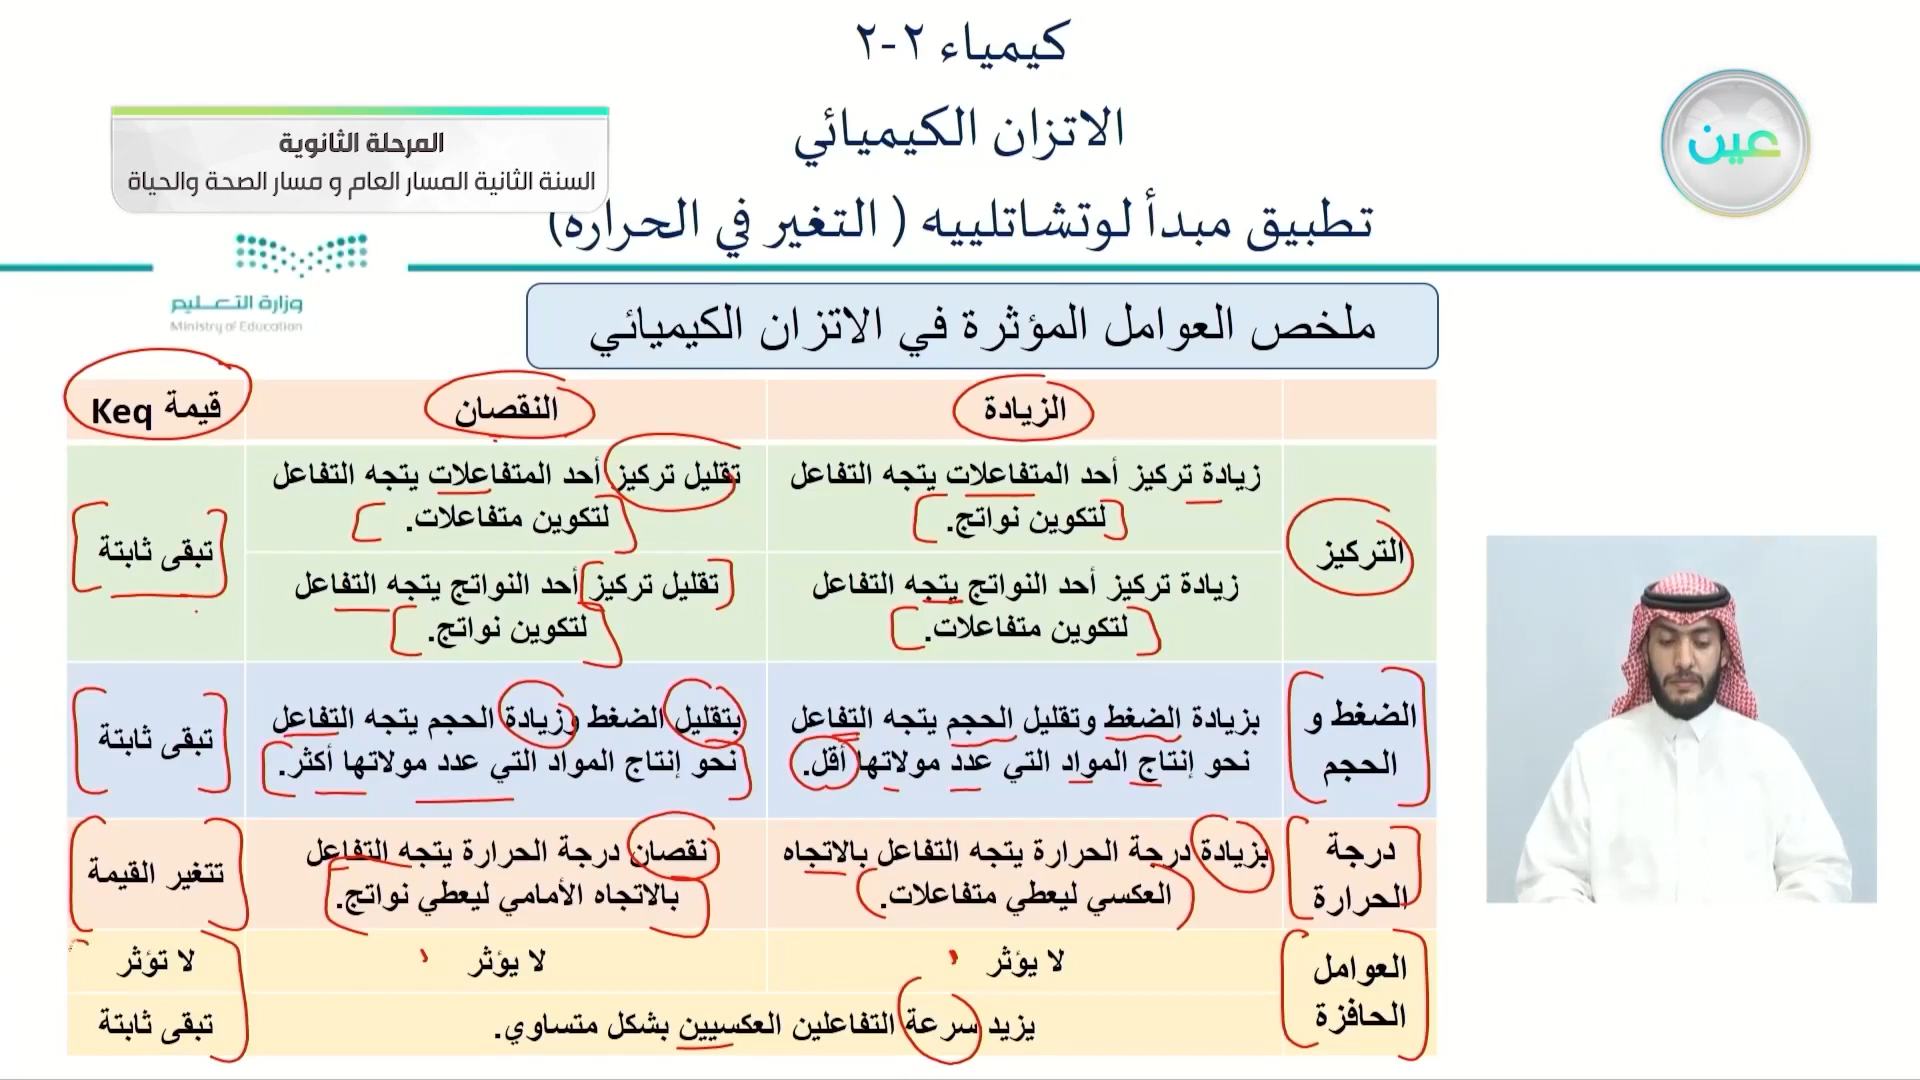 كيمياء ٢-٢
الاتزان الكيميائي
تطبيق مبدأ لوتشاتلييه ( التغير في الحراره)
عين
المرحلة الثانوية
السنة الثانية المسار العام و مسار الصحة والحياة
وزارة التعليم
Ministry of Education
ملخص العوامل المؤثرة في الاتزان الكيميائي
الزيادة
النقصان
قيمة Keq
التركيز
زيادة تركيز أحد المتفاعلات يتجه التفاعل
لتكوين نواتج.
تقليل تركيز أحد المتفاعلات يتجه التفاعل
لتكوين متفاعلات.
تبقى ثابتة
زيادة تركيز أحد النواتج يتجه التفاعل
لتكوين متفاعلات.
تقليل تركيز أحد النواتج يتجه التفاعل
لتكوين نواتج.
الضغط و
الحجم
بزيادة الضغط وتقليل الحجم يتجه التفاعل
نحو إنتاج المواد التي عدد مولاتها أقل.
بتقليل الضغط وزيادة الحجم يتجه التفاعل
نحو إنتاج المواد التي عدد مولاتها أكثر.
تبقى ثابتة
درجة
الحرارة
بزيادة درجة الحرارة يتجه التفاعل بالاتجاه
العكسي ليعطي متفاعلات.
نقصان درجة الحرارة يتجه التفاعل
بالاتجاه الأمامي ليعطي نواتج.
تتغير القيمة
العوامل
الحافزة
لا يؤثر
لا يؤثر
لا تؤثر
يزيد سرعة التفاعلين العكسيين بشكل متساوي.
تبقى ثابتة